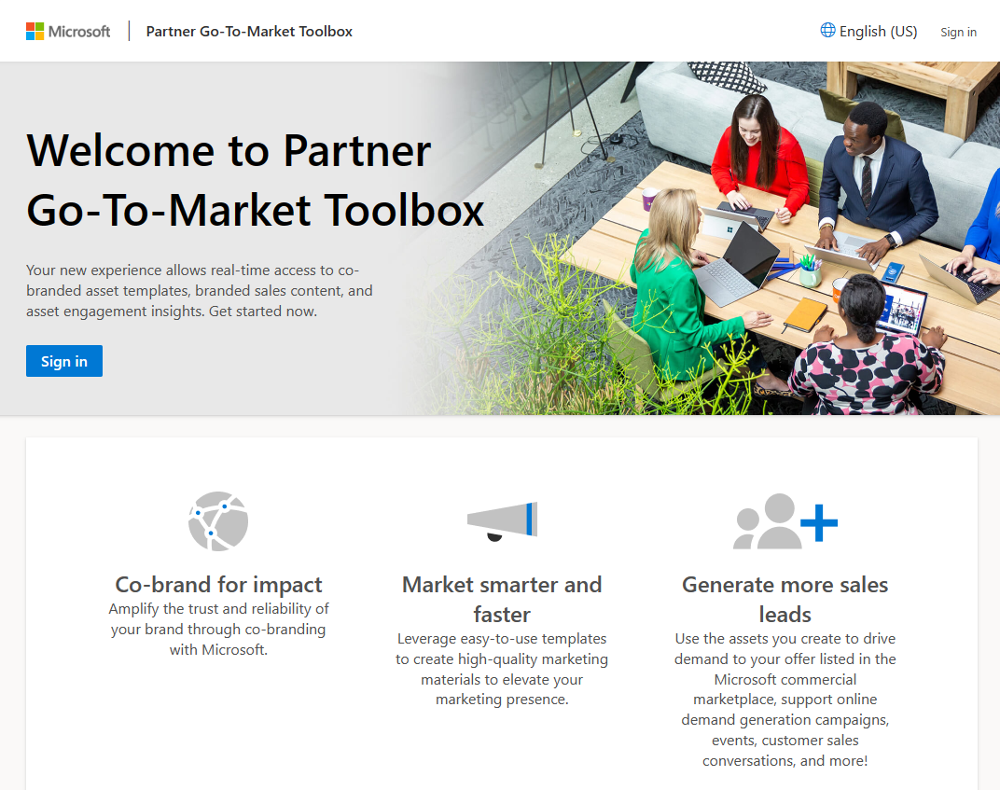 Microsoft
Partner Go-To-Market Toolbox
English (US)
Sign in
Welcome to Partner
Go-To-Market Toolbox
Your new experience allows real-time access to co-
branded asset templates, branded sales content, and
asset engagement insights. Get started now.
Sign in
Co-brand for impact
Amplify the trust and reliability of
your brand through co-branding
with Microsoft.
Market smarter and
faster
Leverage easy-to-use templates
to create high-quality marketing
materials to elevate your
marketing presence.
Generate more sales
leads
Use the assets you create to drive
demand to your offer listed in the
Microsoft commercial
marketplace, support online
demand generation campaigns,
events, customer sales
conversations, and more!